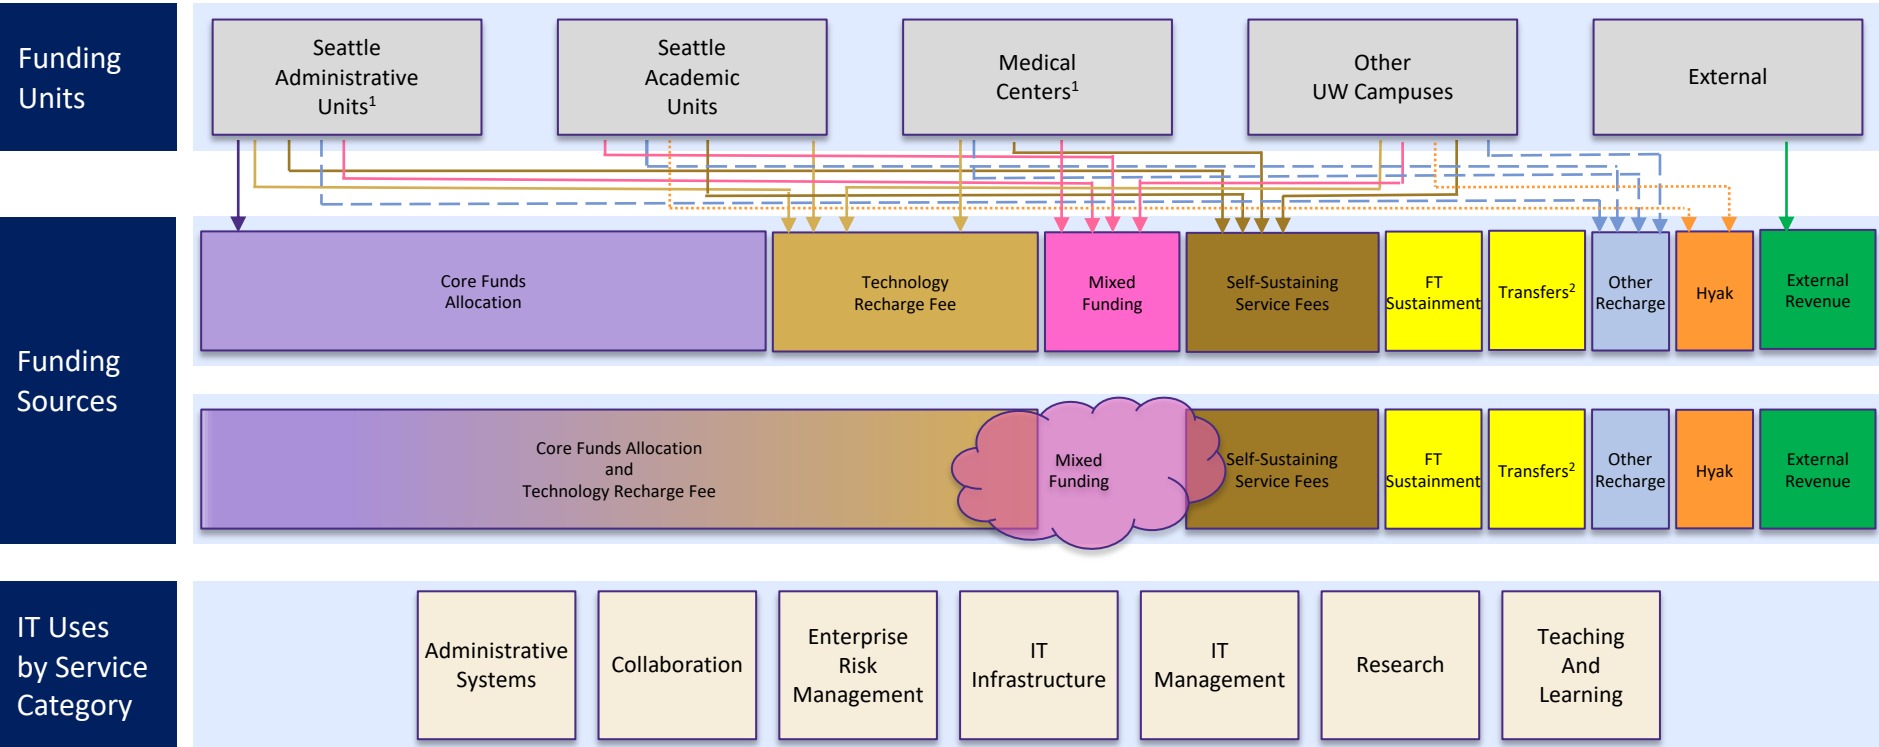 Funding
Units
Seattle
Administrative
Units1
Seattle
Academic
Units
Medical
Centers1
Other
UW Campuses
External
Funding
Sources
Core Funds
Allocation
Technology
Recharge Fee
Mixed
Funding
Self-Sustaining
Service Fees
FT
Sustainment
Transfers2
Other
Recharge
Hyak
External
Revenue
Core Funds Allocation
and
Technology Recharge Fee
Mixed
Funding
Self-Sustaining
Service Fees
FT
Sustainment
Transfers2
Other
Recharge
Hyak
External
Revenue
IT Uses
by Service
Category
Administrative
Systems
Collaboration
Enterprise
Risk
Management
IT
Infrastructure
IT
Management
Research
Teaching
And
Learning